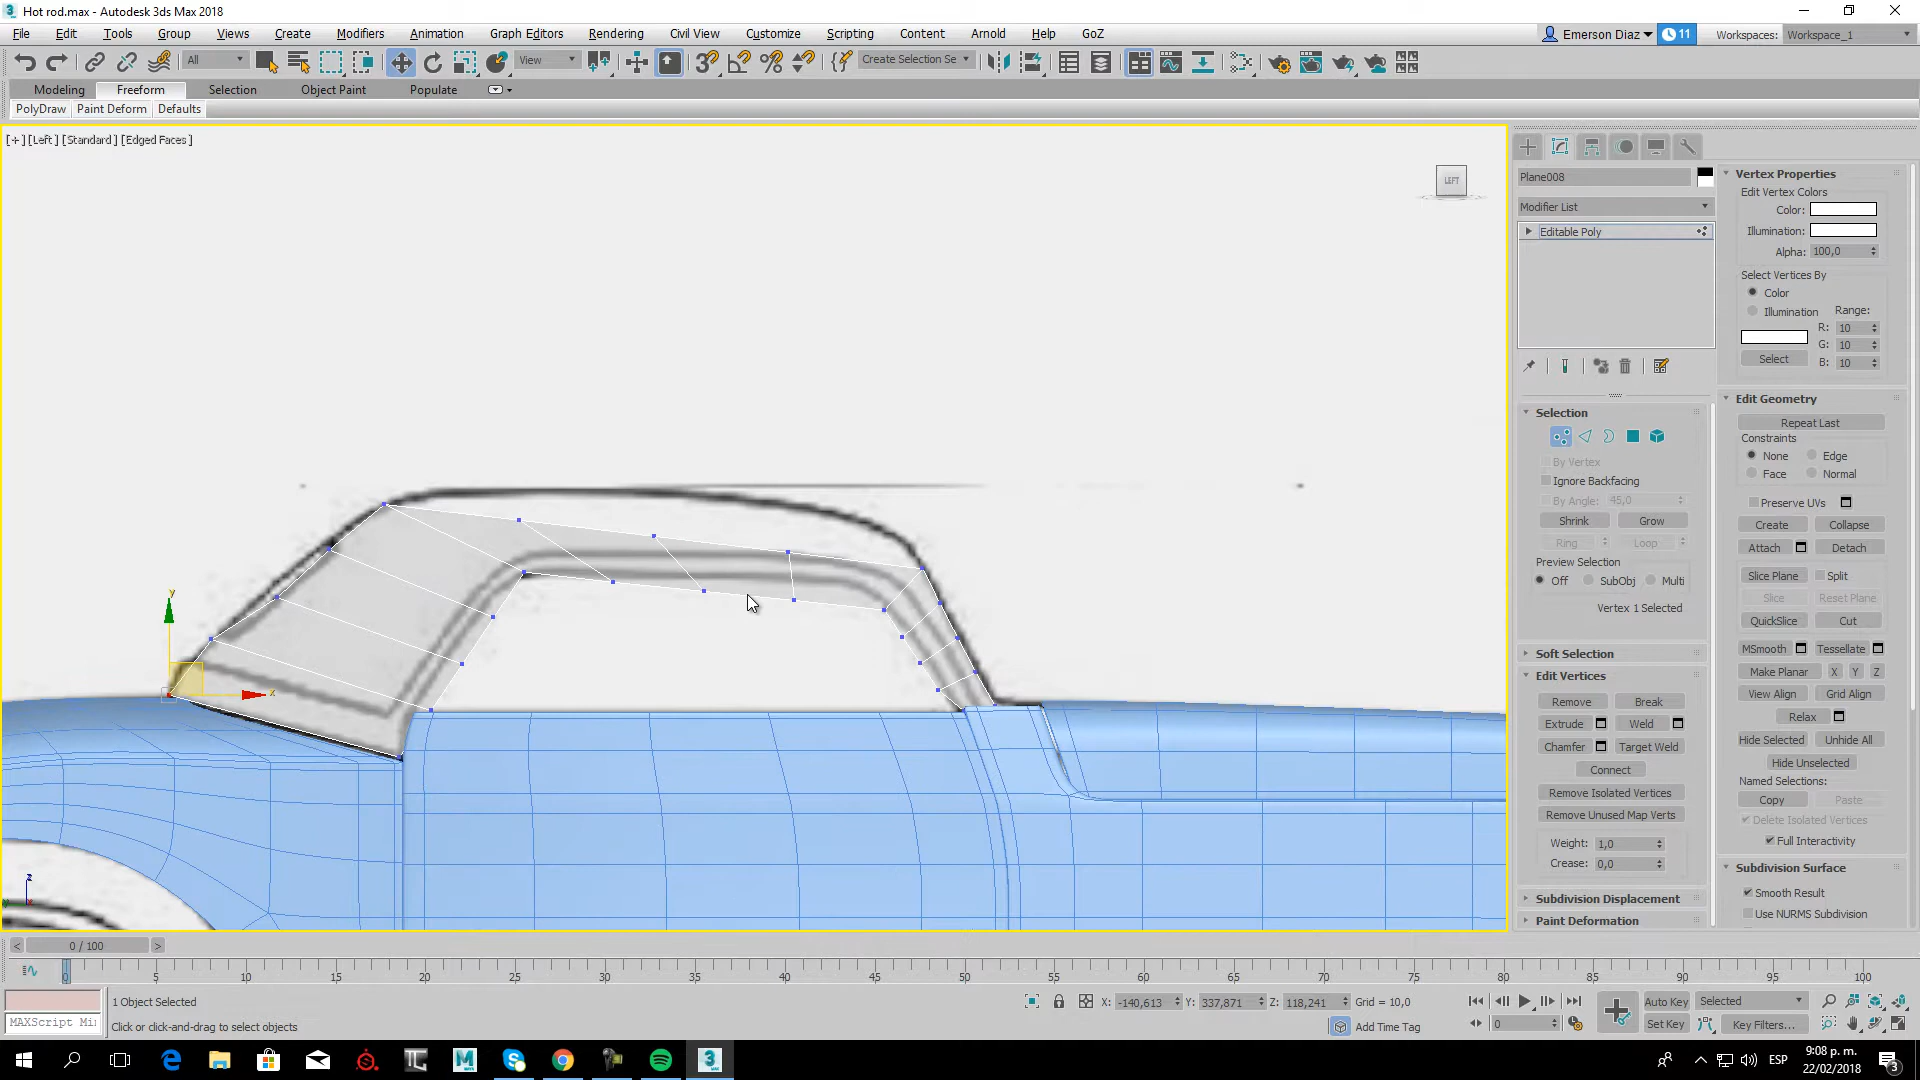 Hot rod.max - Autodesk 3ds Max 2018
File Edit Tools Group Views Create Modifiers Animation Graph Editors Rendering Civil View Customize Scripting Content Arnold Help GoZ
Emerson Diaz 11 Workspaces: Workspace_1
All View Create Selection Se
Modeling Freeform Selection Object Paint Populate
PolyDraw Paint Deform Defaults
[+] [Left] [Standard] [Edged Faces]
LEFT
y
x
z
Plane008
Modifier List
Editable Poly
Selection
By Vertex
Ignore Backfacing
By Angle: 45,0
Shrink Grow
Ring Loop
Preview Selection
Off SubObj Multi
Vertex 1 Selected
Soft Selection
Edit Vertices
Remove Break
Extrude Weld
Chamfer Target Weld
Connect
Remove Isolated Vertices
Remove Unused Map Verts
Weight: 1,0
Crease: 0,0
Subdivision Displacement
Paint Deformation
Vertex Properties
Edit Vertex Colors
Color:
Illumination:
Alpha: 100,0
Select Vertices By
Color
Illumination Range:
R: 10
G: 10
B: 10
Select
Edit Geometry
Repeat Last
Constraints
None Edge
Face Normal
Preserve UVs
Create Collapse
Attach Detach
Slice Plane Split
Slice Reset Plane
QuickSlice Cut
MSmooth Tessellate
Make Planar X Y Z
View Align Grid Align
Relax
Hide Selected Unhide All
Hide Unselected
Named Selections:
Copy Paste
Delete Isolated Vertices
Full Interactivity
Subdivision Surface
Smooth Result
Use NURMS Subdivision
< 0 / 100 >
0 5 10 15 20 25 30 35 40 45 50 55 60 65 70 75 80 85 90 95 100
1 Object Selected
X: -140,613 Y: 337,871 Z: 118,241 Grid = 10,0
Auto Key Selected
MAXScript Mi
Click or click-and-drag to select objects
Add Time Tag
0
Set Key Key Filters...
ESP
9:08 p. m.
22/02/2018
3